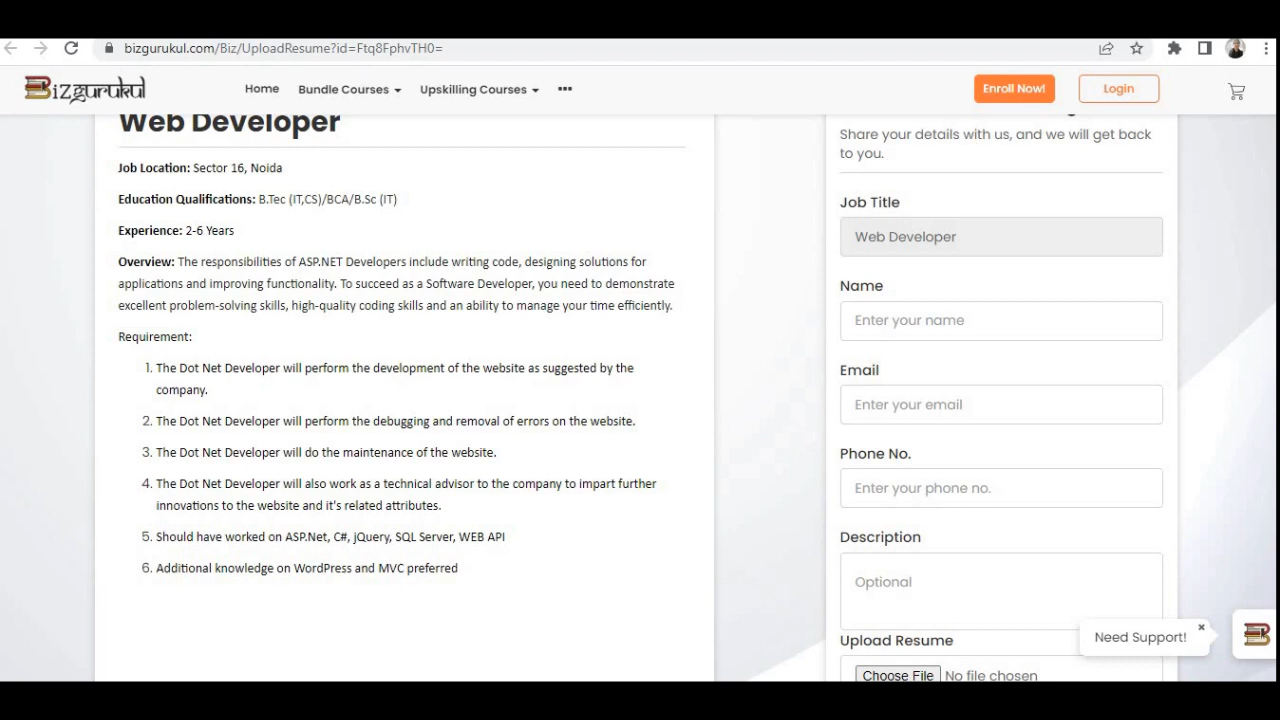 bizgurukul.com/Biz/UploadResume?id=Ftq8FphvTH0=
Bizgurukul
Home
Bundle Courses
Upskilling Courses
Enroll Now!
Login
Web Developer
Job Location: Sector 16, Noida
Education Qualifications: B.Tec (IT,CS)/BCA/B.Sc (IT)
Experience: 2-6 Years
Overview: The responsibilities of ASP.NET Developers include writing code, designing solutions for
applications and improving functionality. To succeed as a Software Developer, you need to demonstrate
excellent problem-solving skills, high-quality coding skills and an ability to manage your time efficiently.
Requirement:
1. The Dot Net Developer will perform the development of the website as suggested by the
company.
2. The Dot Net Developer will perform the debugging and removal of errors on the website.
3. The Dot Net Developer will do the maintenance of the website.
4. The Dot Net Developer will also work as a technical advisor to the company to impart further
innovations to the website and it's related attributes.
5. Should have worked on ASP.Net, C#, jQuery, SQL Server, WEB API
6. Additional knowledge on WordPress and MVC preferred
Share your details with us, and we will get back
to you.
Job Title
Web Developer
Name
Enter your name
Email
Enter your email
Phone No.
Enter your phone no.
Description
Optional
Upload Resume
Choose File No file chosen
Need Support!